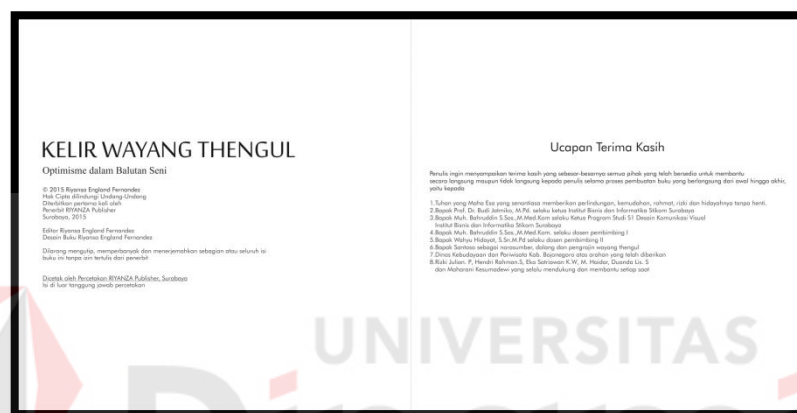 KELIR WAYANG THENGUL
Optimisme dalam Balutan Seni
© 2015 Riyansa England Fernandez
Hak Cipta dilindungi Undang-Undang
Diterbitkan pertama kali oleh
Penerbit RIYANZA Publisher
Surabaya, 2015
Editor Riyansa England Fernandez
Desain Buku Riyansa England Fernandez
Dilarang mengutip, memperbanyak dan menerjemahkan sebagian atau seluruh isi
buku ini tanpa izin tertulis dari penerbit
Dicetak oleh Percetakan RIYANZA Publisher, Surabaya
Isi di luar tanggung jawab percetakan
Ucapan Terima Kasih
Penulis ingin menyampaikan terima kasih yang sebesar-besarnya semua pihak yang telah bersedia untuk membantu
secara langsung maupun tidak langsung kepada penulis selama proses pembuatan buku yang berlangsung dari awal hingga akhir,
yaitu kepada
1.Tuhan yang Maha Esa yang senantiasa memberikan perlindungan, kemudahan, rahmat, rizki dan hidayahnya tanpa henti.
2.Bapak Prof. Dr. Budi Jatmiko, M.Pd. selaku ketua Institut Bisnis dan Informatika Stikom Surabaya
3.Bapak Muh. Bahruddin S.Sos.,M.Med.Kom selaku Ketua Program Studi S1 Desain Komunikasi Visual
Institut Bisnis dan Informatika Stikom Surabaya
4.Bapak Muh. Bahruddin S.Sos.,M.Med.Kom. selaku dosen pembimbing I
5.Bapak Wahyu Hidayat, S.Sn.M.Pd selaku dosen pembimbing II
6.Bapak Santoso sebagai narasumber, dalang dan pengrajin wayang thengul
7.Dinas Kebudayaan dan Pariwisata Kab. Bojonegoro atas arahan yang telah diberikan
8.Rizki Julian. P, Hendri Rahman.S, Eka Satriawan K.W, M. Haidar, Duanda Lis. S
dan Maharani Kesumadewi yang selalu mendukung dan membantu setiap saat
UNIVERSITAS